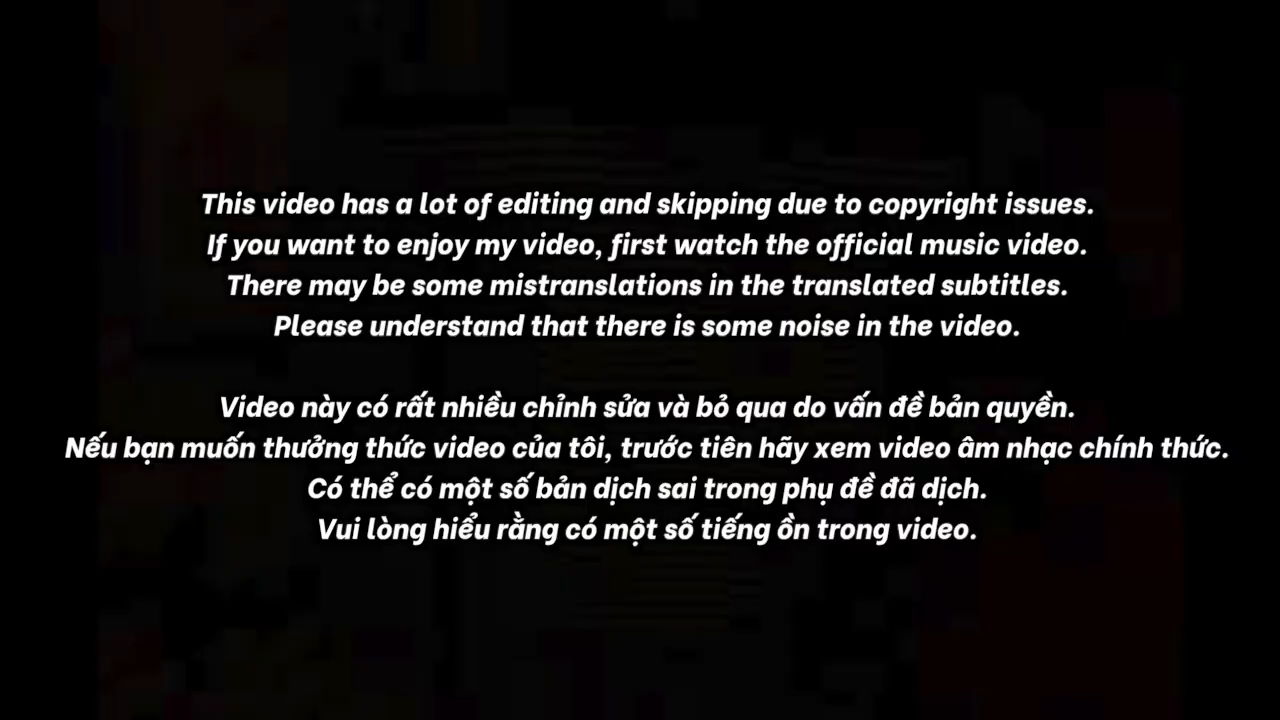 This video has a lot of editing and skipping due to copyright issues.
If you want to enjoy my video, first watch the official music video.
There may be some mistranslations in the translated subtitles.
Please understand that there is some noise in the video.
Video này có rất nhiều chỉnh sửa và bỏ qua do vấn đề bản quyền.
Nếu bạn muốn thưởng thức video của tôi, trước tiên hãy xem video âm nhạc chính thức.
Có thể có một số bản dịch sai trong phụ đề đã dịch.
Vui lòng hiểu rằng có một số tiếng ồn trong video.